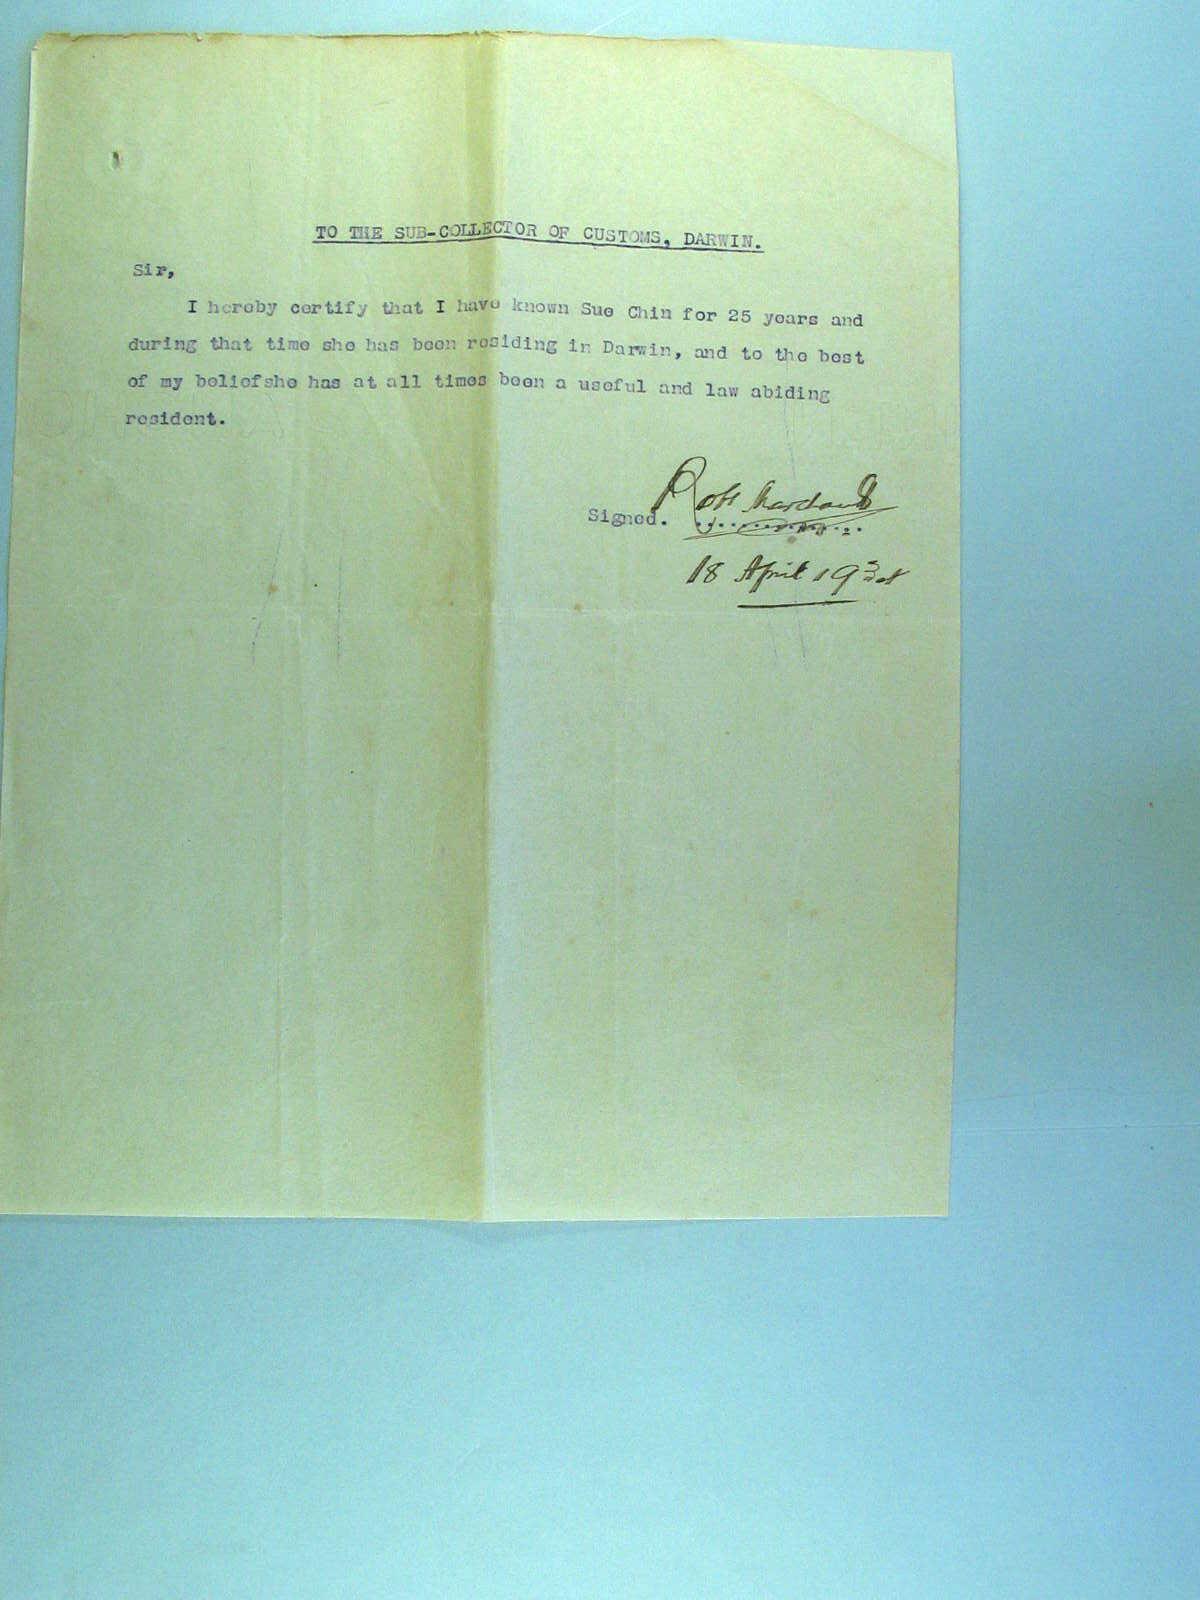 TO THE SUB-COLLECTOR OF CUSTOMS, DARWIN.
Sir,
I hereby certify that I have known Sue Chin for 25 years and
during that time she has been residing in Darwin, and to the best
of my beliefshe has at all times been a useful and law abiding
resident.
Signed.
18 April